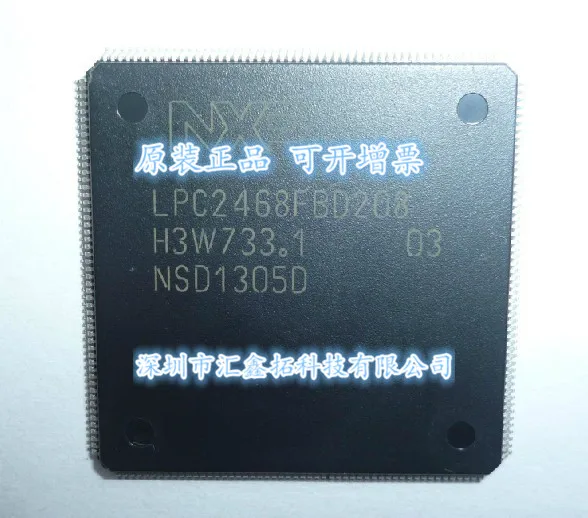 NX
原装正品 可开增票
LPC2468FBD208
H3W733.1 03
NSD1305D
深圳市汇鑫拓科技有限公司